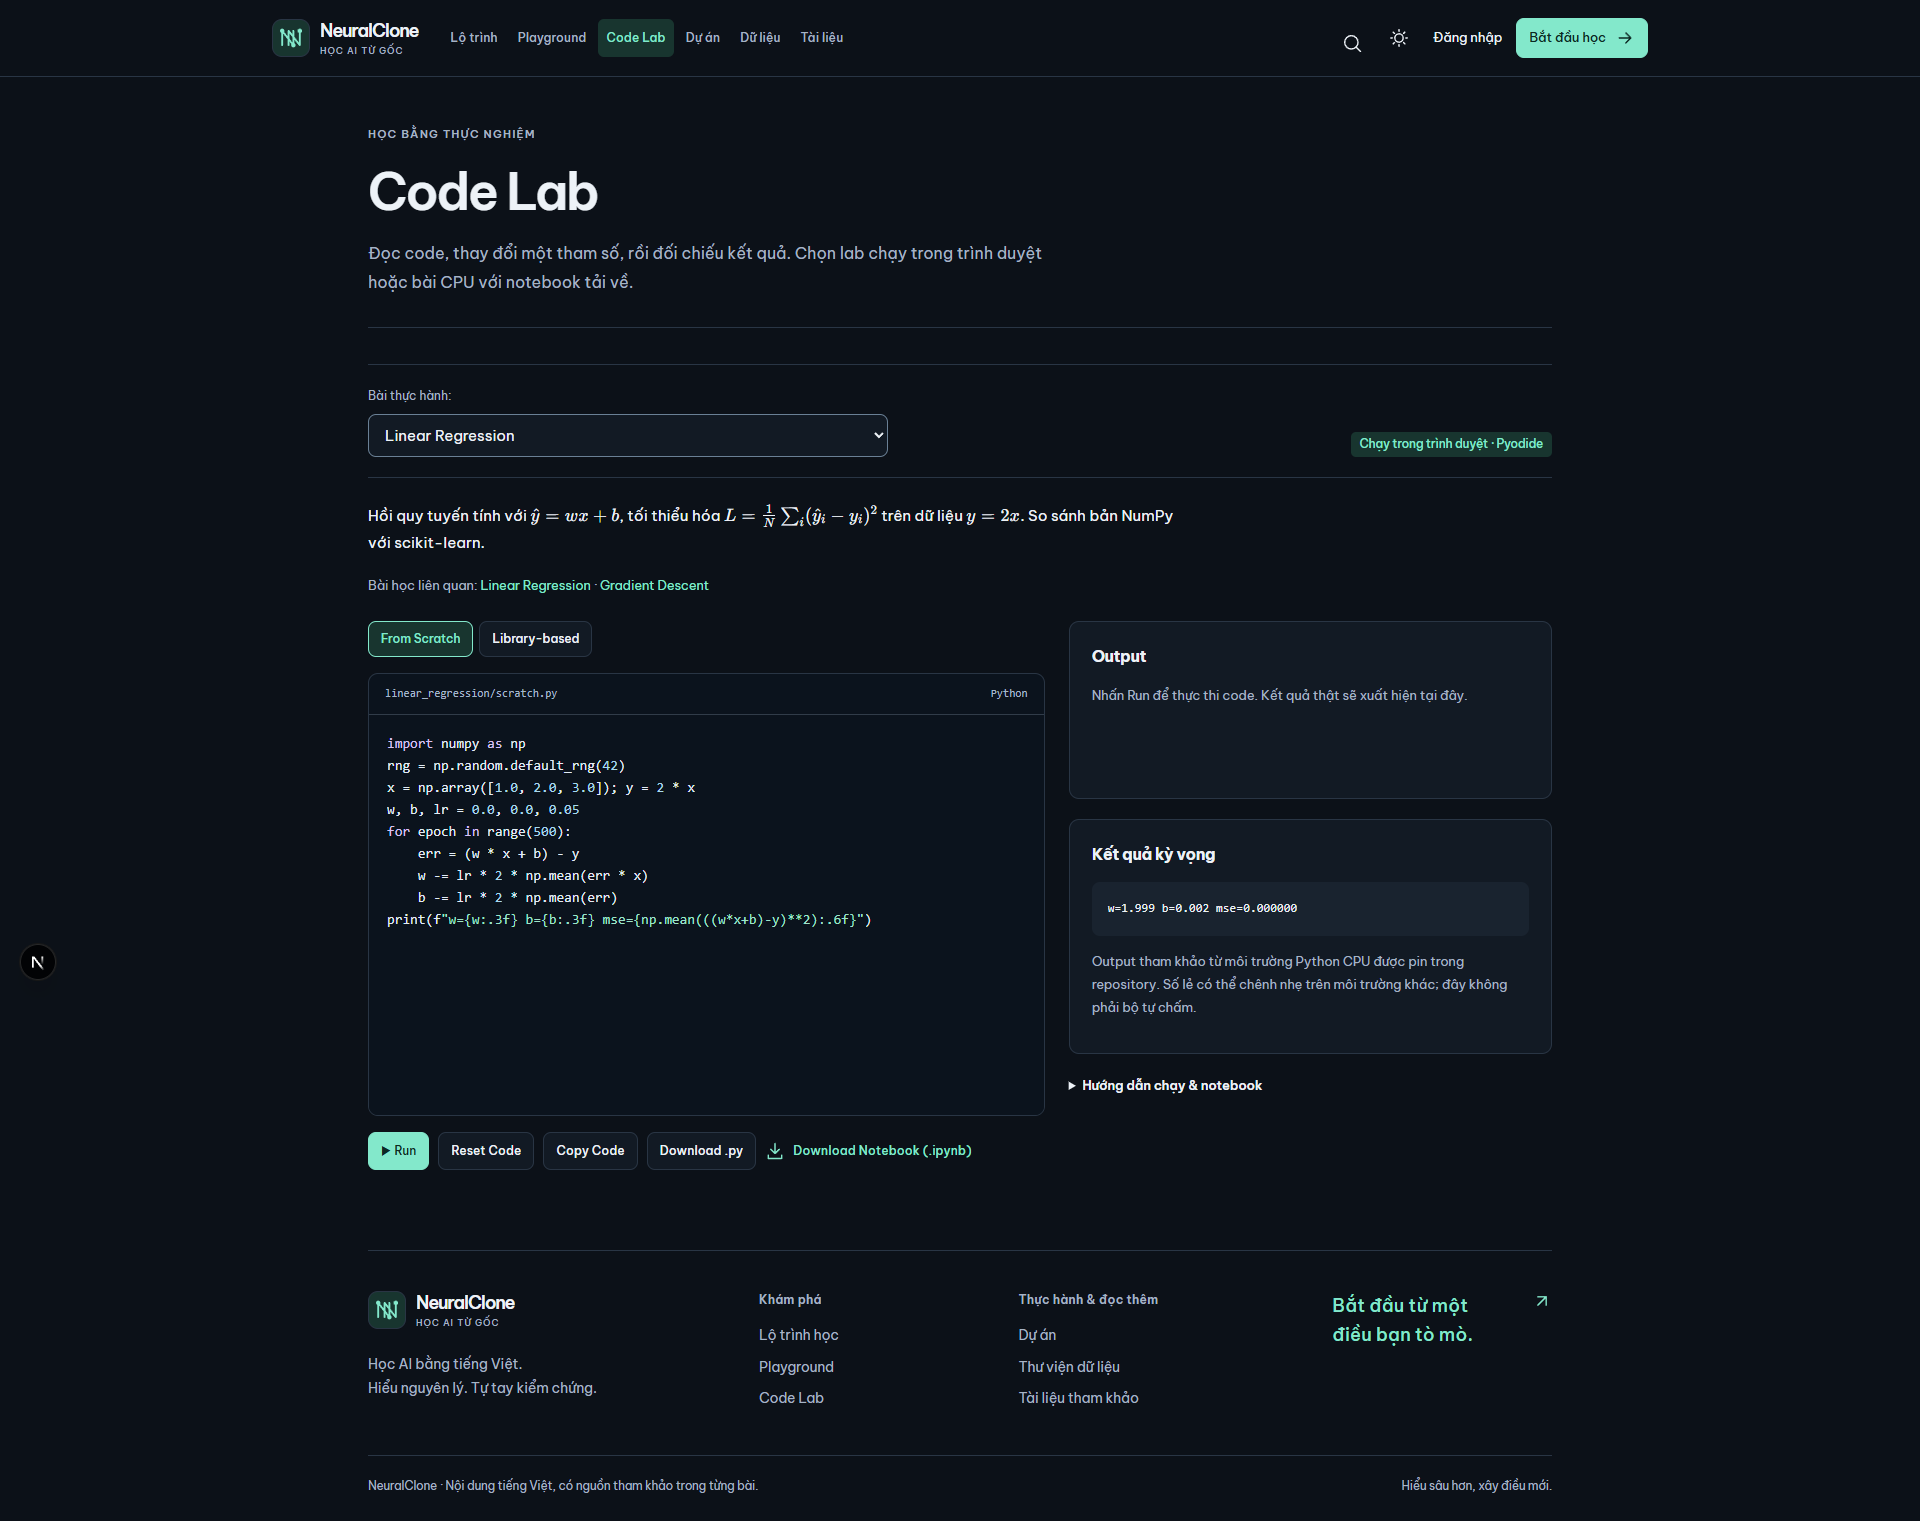 NeuralClone
HỌC AI TỪ GỐC
Lộ trình
Playground
Code Lab
Dự án
Dữ liệu
Tài liệu
Đăng nhập
Bắt đầu học →
HỌC BẰNG THỰC NGHIỆM
Code Lab
Đọc code, thay đổi một tham số, rồi đối chiếu kết quả. Chọn lab chạy trong trình duyệt
hoặc bài CPU với notebook tải về.
Bài thực hành:
Linear Regression
Chạy trong trình duyệt · Pyodide
Hồi quy tuyến tính với ŷ = wx + b, tối thiểu hóa L = 1/N ∑ᵢ(ŷᵢ − yᵢ)² trên dữ liệu y = 2x. So sánh bản NumPy
với scikit-learn.
Bài học liên quan: Linear Regression · Gradient Descent
From Scratch
Library-based
linear_regression/scratch.py
Python
import numpy as np
rng = np.random.default_rng(42)
x = np.array([1.0, 2.0, 3.0]); y = 2 * x
w, b, lr = 0.0, 0.0, 0.05
for epoch in range(500):
    err = (w * x + b) - y
    w -= lr * 2 * np.mean(err * x)
    b -= lr * 2 * np.mean(err)
print(f"w={w:.3f} b={b:.3f} mse={np.mean(((w*x+b)-y)**2):.6f}")
▶ Run
Reset Code
Copy Code
Download .py
Download Notebook (.ipynb)
Output
Nhấn Run để thực thi code. Kết quả thật sẽ xuất hiện tại đây.
Kết quả kỳ vọng
w=1.999 b=0.002 mse=0.000000
Output tham khảo từ môi trường Python CPU được pin trong
repository. Số lẻ có thể chênh nhẹ trên môi trường khác; đây không
phải bộ tự chấm.
▶ Hướng dẫn chạy & notebook
N
NeuralClone
HỌC AI TỪ GỐC
Học AI bằng tiếng Việt.
Hiểu nguyên lý. Tự tay kiểm chứng.
Khám phá
Lộ trình học
Playground
Code Lab
Thực hành & đọc thêm
Dự án
Thư viện dữ liệu
Tài liệu tham khảo
Bắt đầu từ một
điều bạn tò mò.
NeuralClone · Nội dung tiếng Việt, có nguồn tham khảo trong từng bài.
Hiểu sâu hơn, xây điều mới.